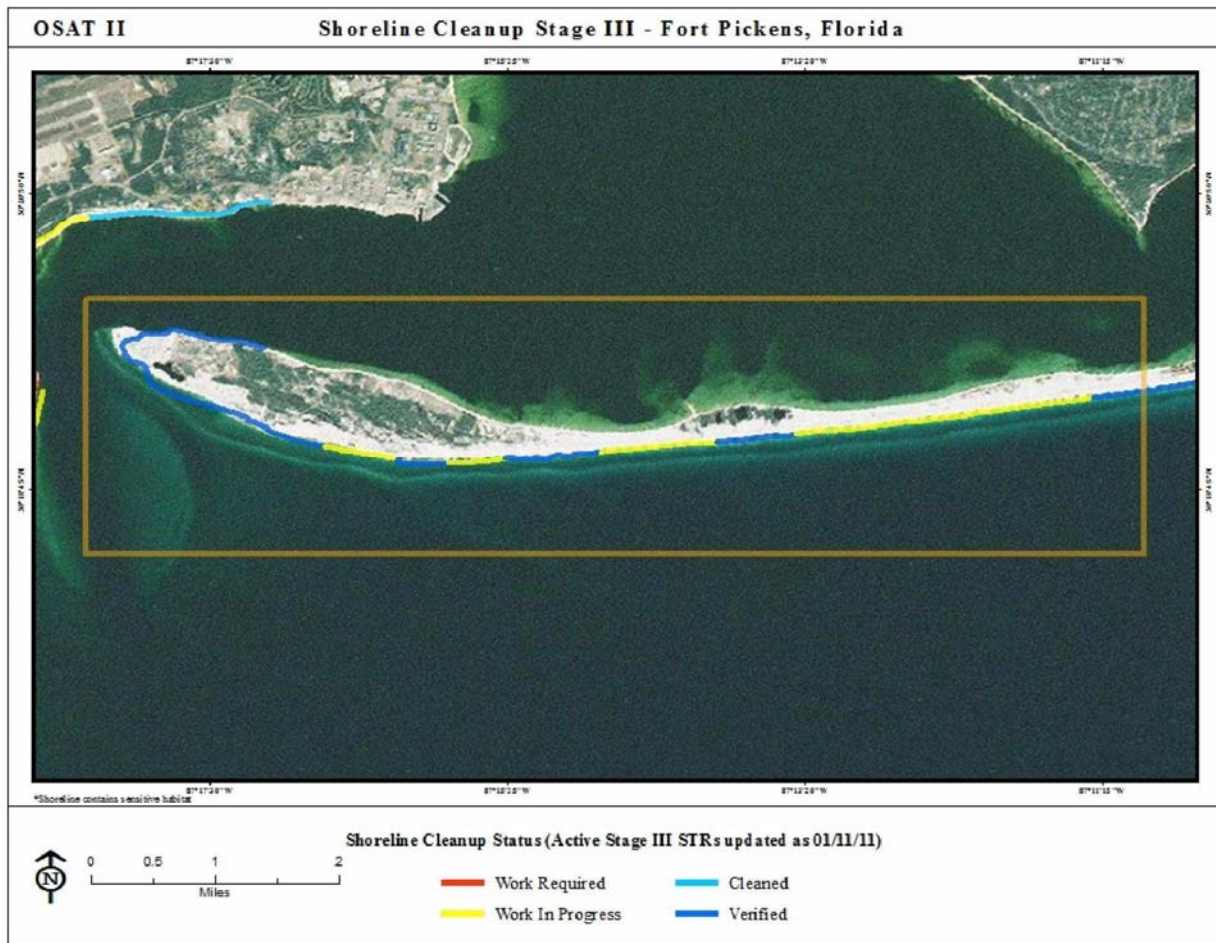 OSAT II
Shoreline Cleanup Stage III - Fort Pickens, Florida
*Shoreline contains sensitive habitat
Shoreline Cleanup Status (Active Stage III STRs updated as 01/11/11)
N
0 0.5 1 2
Miles
Work Required
Cleaned
Work In Progress
Verified